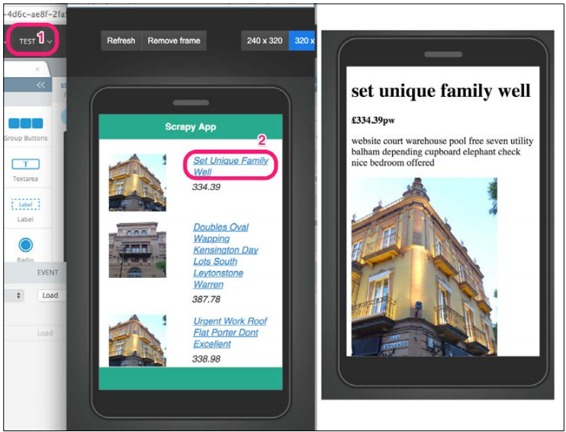 -4d6c-ae8f-2fa
TEST
1
Refresh
Remove frame
240 x 320
320 x
Group Buttons
Textarea
Label
Label
Radio
EVENT
Load
Load
Scrapy App
2
Set Unique Family
Well
334.39
Doubles Oval
Wapping
Kensington Day
Lots South
Leytonstone
Warren
387.78
Urgent Work Roof
Flat Porter Dont
Excellent
338.98
set unique family well
£334.39pw
website court warehouse pool free seven utility
balham depending cupboard elephant check
nice bedroom offered